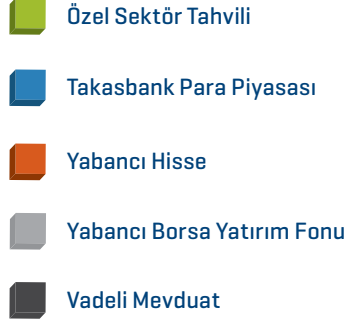 Özel Sektör Tahvili
Takasbank Para Piyasası
Yabancı Hisse
Yabancı Borsa Yatırım Fonu
Vadeli Mevduat